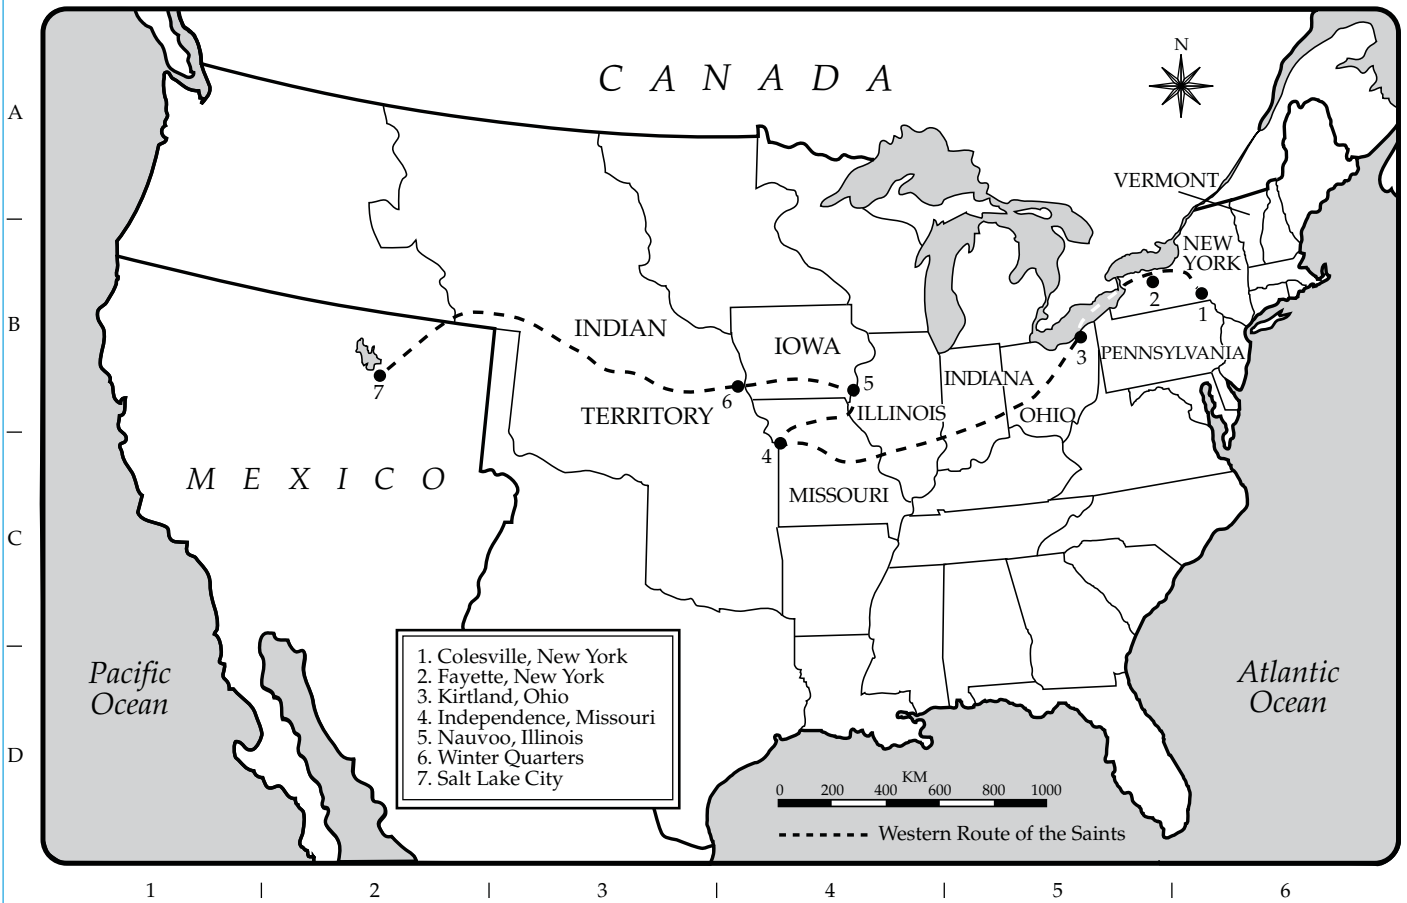 C A N A D A
N
A
VERMONT
NEW
YORK
2
1
B
INDIAN
IOWA
3
PENNSYLVANIA
7
6
5
INDIANA
TERRITORY
ILLINOIS
OHIO
4
M E X I C O
MISSOURI
C
1. Colesville, New York
2. Fayette, New York
3. Kirtland, Ohio
4. Independence, Missouri
5. Nauvoo, Illinois
6. Winter Quarters
7. Salt Lake City
Pacific
Ocean
Atlantic
Ocean
D
KM
0 200 400 600 800 1000
Western Route of the Saints
1 | 2 | 3 | 4 | 5 | 6